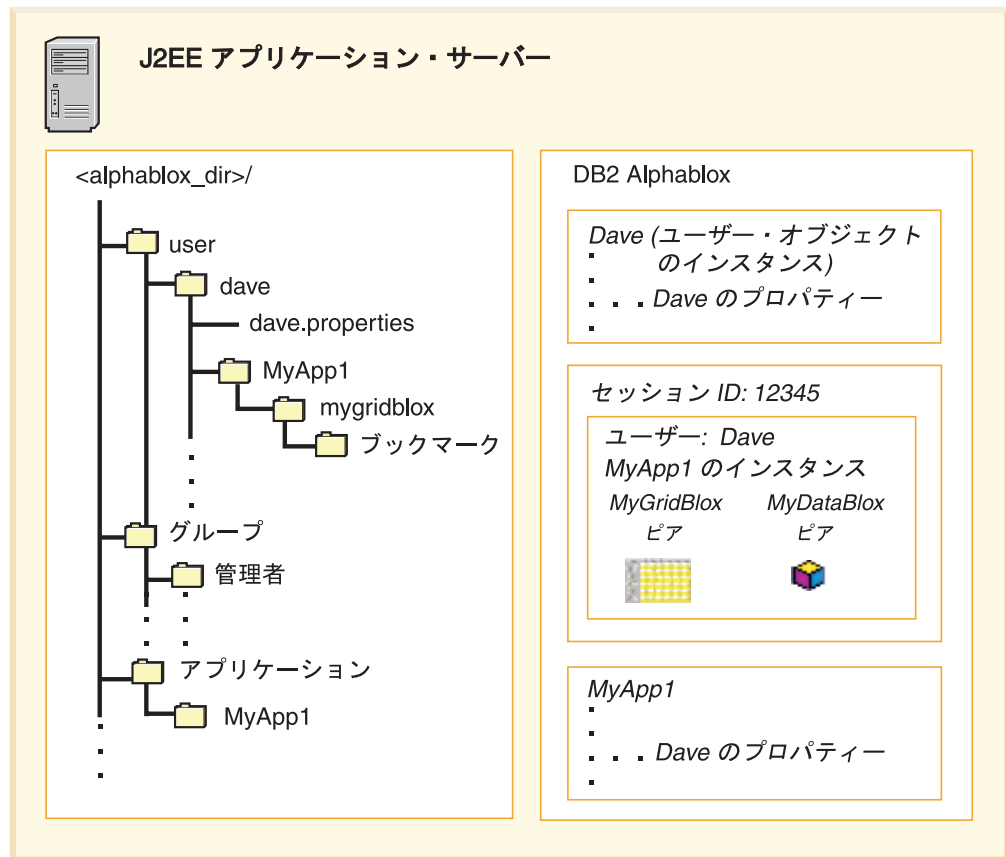 J2EE アプリケーション・サーバー
<alphablox_dir>/
user
dave
dave.properties
MyApp1
mygridblox
ブックマーク
グループ
管理者
アプリケーション
MyApp1
DB2 Alphablox
Dave (ユーザー・オブジェクト
のインスタンス)
Dave のプロパティー
セッション ID: 12345
ユーザー: Dave
MyApp1 のインスタンス
MyGridBlox MyDataBlox
ピア ピア
MyApp1
Dave のプロパティー